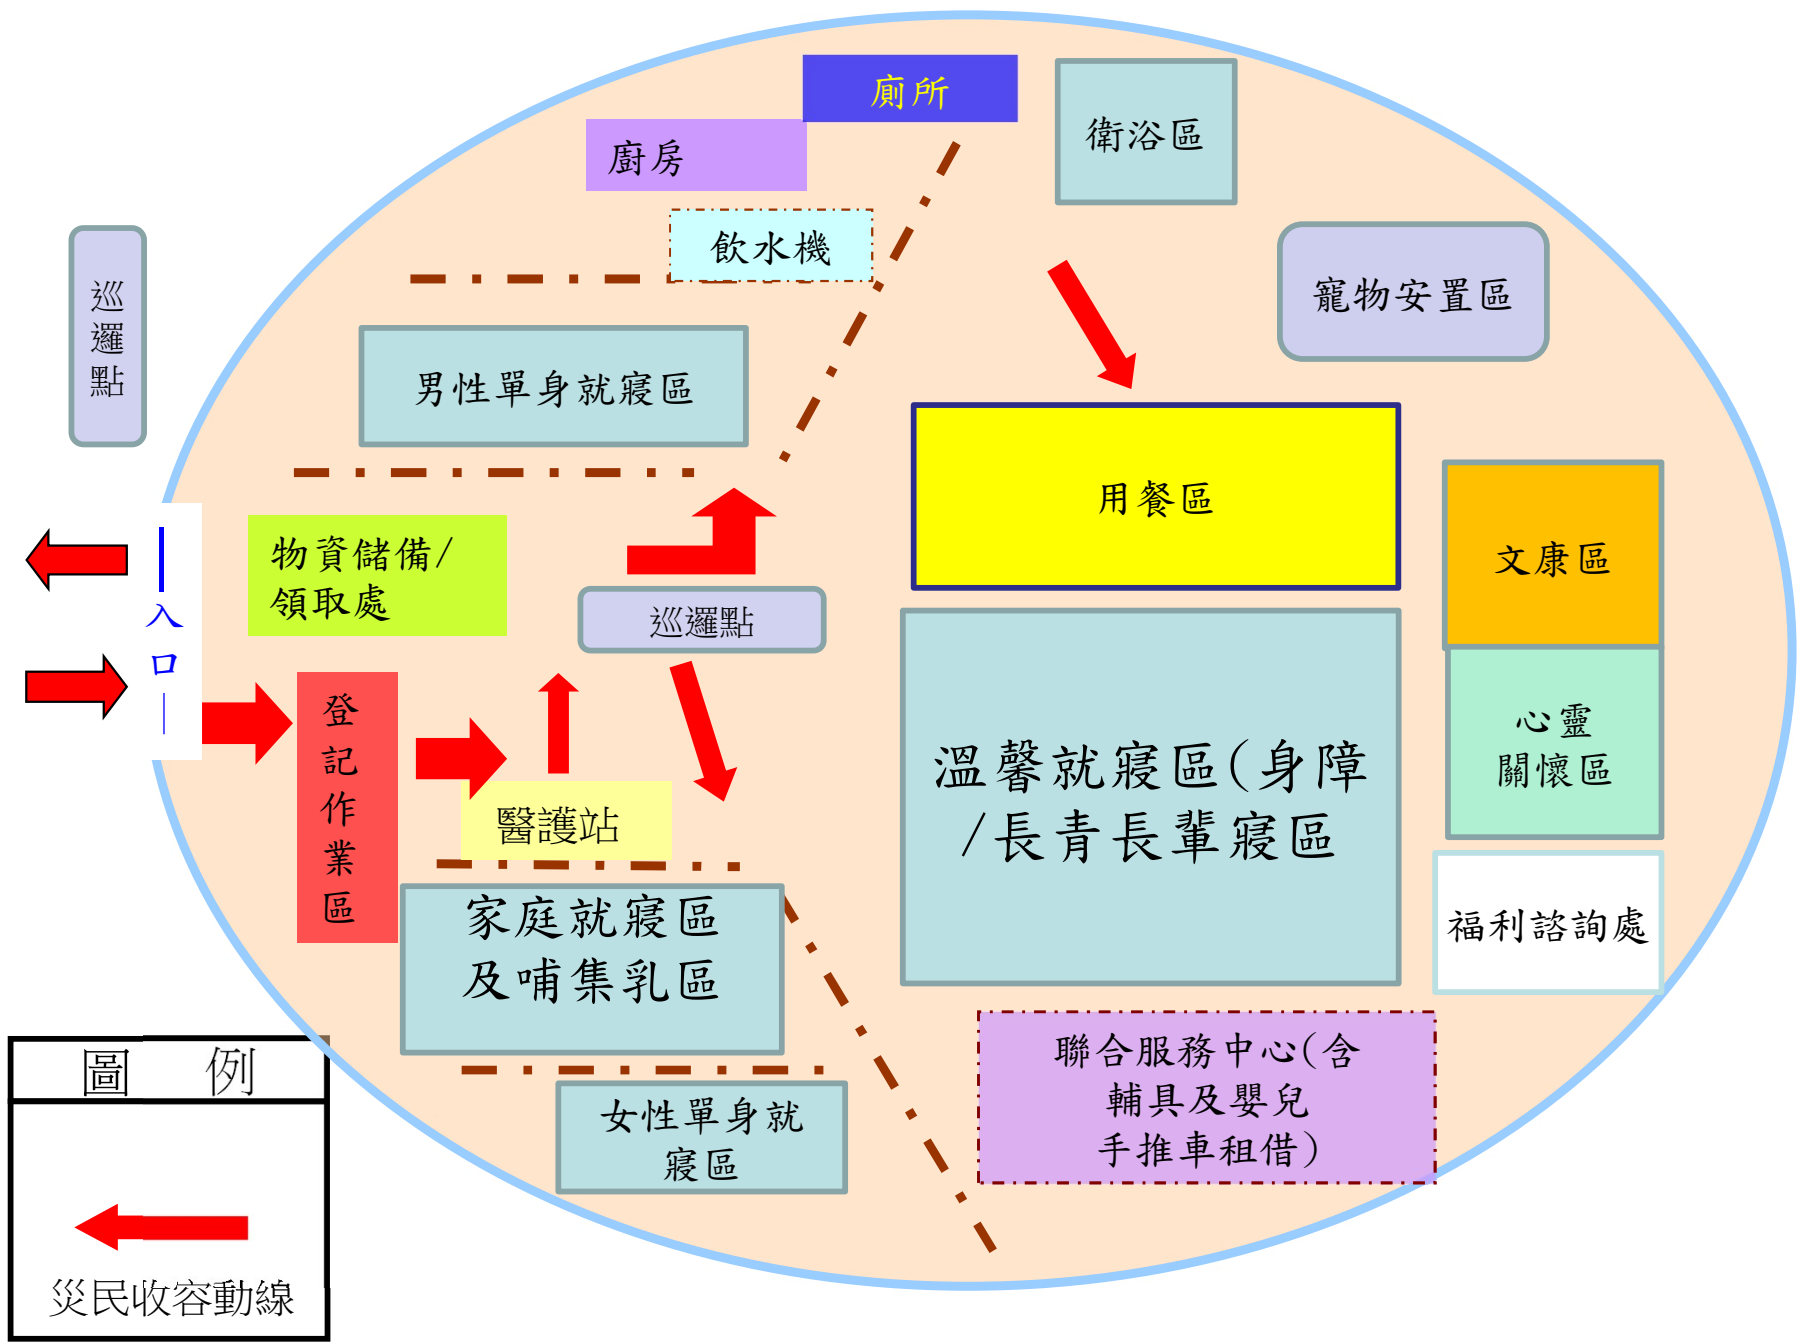 廁所
衛浴區
廚房
飲水機
寵物安置區
巡
邏
點
男性單身就寢區
用餐區
文康區
物資儲備/
領取處
巡邏點
入
口
登
記
作
業
區
醫護站
溫馨就寢區(身障
/長青長輩寢區
心靈
關懷區
家庭就寢區
及哺集乳區
福利諮詢處
聯合服務中心(含
輔具及嬰兒
手推車租借)
女性單身就
寢區
圖 例
災民收容動線